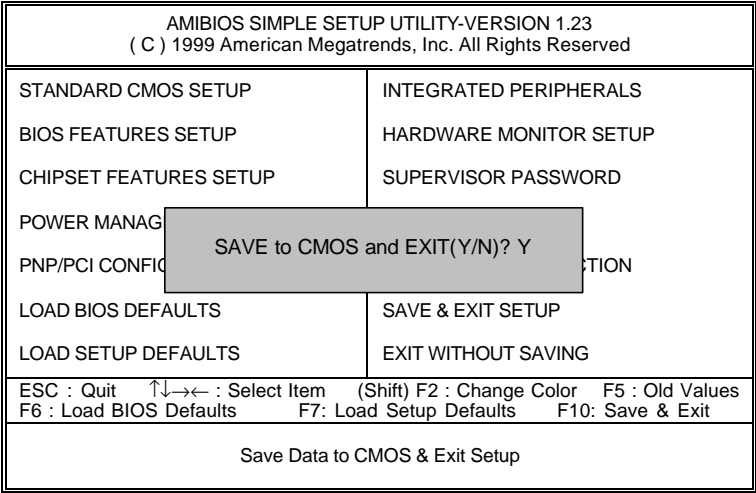 AMIBIOS SIMPLE SETUP UTILITY-VERSION 1.23
( C ) 1999 American Megatrends, Inc. All Rights Reserved
STANDARD CMOS SETUP
BIOS FEATURES SETUP
CHIPSET FEATURES SETUP
POWER MANAG
PNP/PCI CONFIG
LOAD BIOS DEFAULTS
LOAD SETUP DEFAULTS
INTEGRATED PERIPHERALS
HARDWARE MONITOR SETUP
SUPERVISOR PASSWORD
CTION
SAVE & EXIT SETUP
EXIT WITHOUT SAVING
SAVE to CMOS and EXIT(Y/N)? Y
ESC : Quit ↑↓→← : Select Item (Shift) F2 : Change Color F5 : Old Values
F6 : Load BIOS Defaults F7: Load Setup Defaults F10: Save & Exit
Save Data to CMOS & Exit Setup